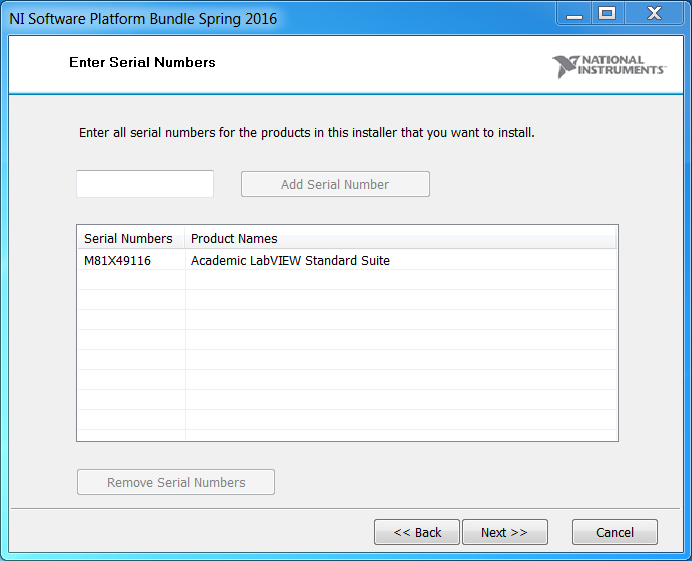 NI Software Platform Bundle Spring 2016
Enter Serial Numbers
NATIONAL
INSTRUMENTS™
Enter all serial numbers for the products in this installer that you want to install.
Add Serial Number
Serial Numbers Product Names
M81X49116 Academic LabVIEW Standard Suite
Remove Serial Numbers
<< Back Next >> Cancel